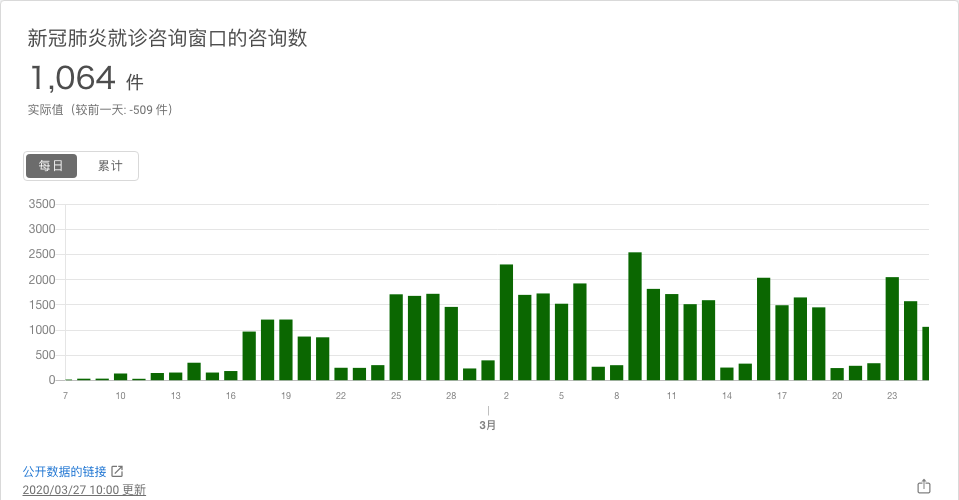 新冠肺炎就诊咨询窗口的咨询数
1,064 件
实际值（较前一天: -509 件）
每日 累计
3500
3000
2500
2000
1500
1000
500
0
7 10 13 16 19 22 25 28 2 5 8 11 14 17 20 23
3月
公开数据的链接
2020/03/27 10:00 更新